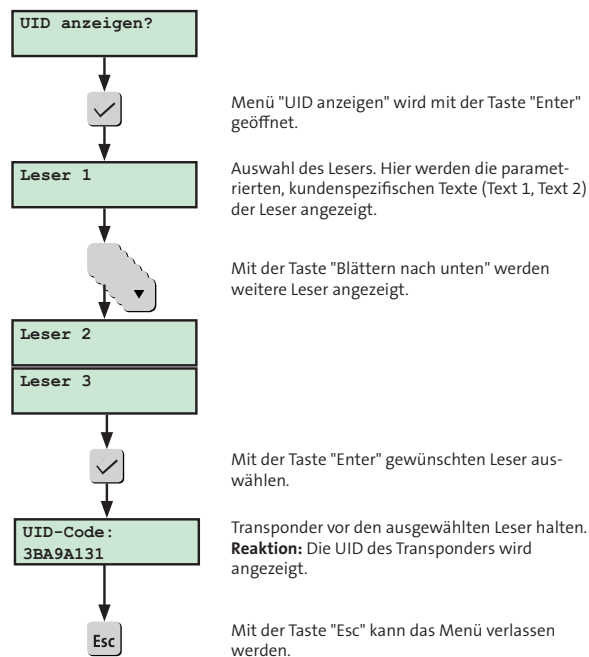 UID anzeigen?
Menü "UID anzeigen" wird mit der Taste "Enter"
geöffnet.
Leser 1
Auswahl des Lesers. Hier werden die paramet-
rierten, kundenspezifischen Texte (Text 1, Text 2)
der Leser angezeigt.
Mit der Taste "Blättern nach unten" werden
weitere Leser angezeigt.
Leser 2
Leser 3
Mit der Taste "Enter" gewünschten Leser aus-
wählen.
UID-Code:
3BA9A131
Transponder vor den ausgewählten Leser halten.
Reaktion: Die UID des Transponders wird
angezeigt.
Esc
Mit der Taste "Esc" kann das Menü verlassen
werden.